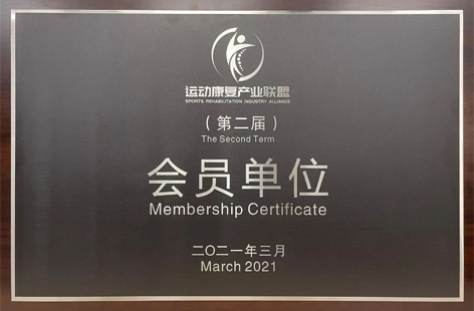 运动康复产业联盟
SPORTS REHABILITATION INDUSTRY ALLIANCE
（第二届）
The Second Term
会员单位
Membership Certificate
二〇二一年三月
March 2021